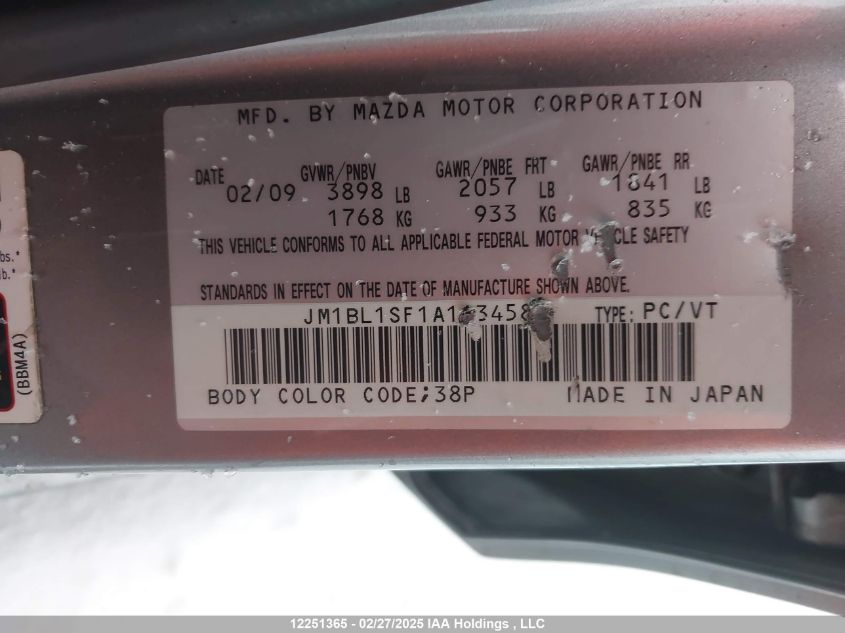 MFD. BY MAZDA MOTOR CORPORATION
DATE GVWR/PNBV GAWR/PNBE FRT GAWR/PNBE RR
02/09 3898 LB 2057 LB 1841 LB
1768 KG 933 KG 835 KG
THIS VEHICLE CONFORMS TO ALL APPLICABLE FEDERAL MOTOR VEHICLE SAFETY
STANDARDS IN EFFECT ON THE DATE OF MANUFACTURE SHOWN ABOVE.
TYPE: PC/VT
BODY COLOR CODE;38P MADE IN JAPAN
(BBM4A)
12251365 - 02/27/2025 IAA Holdings , LLC